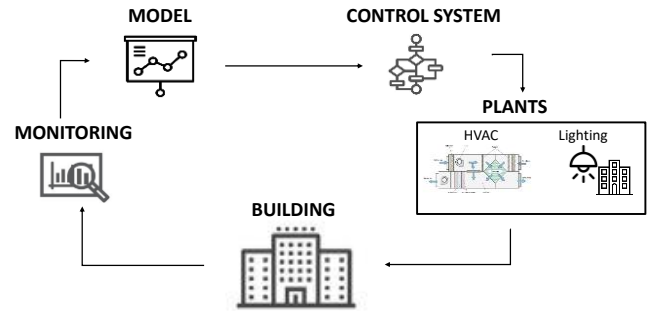 MODEL
CONTROL SYSTEM
PLANTS
HVAC
Lighting
MONITORING
BUILDING